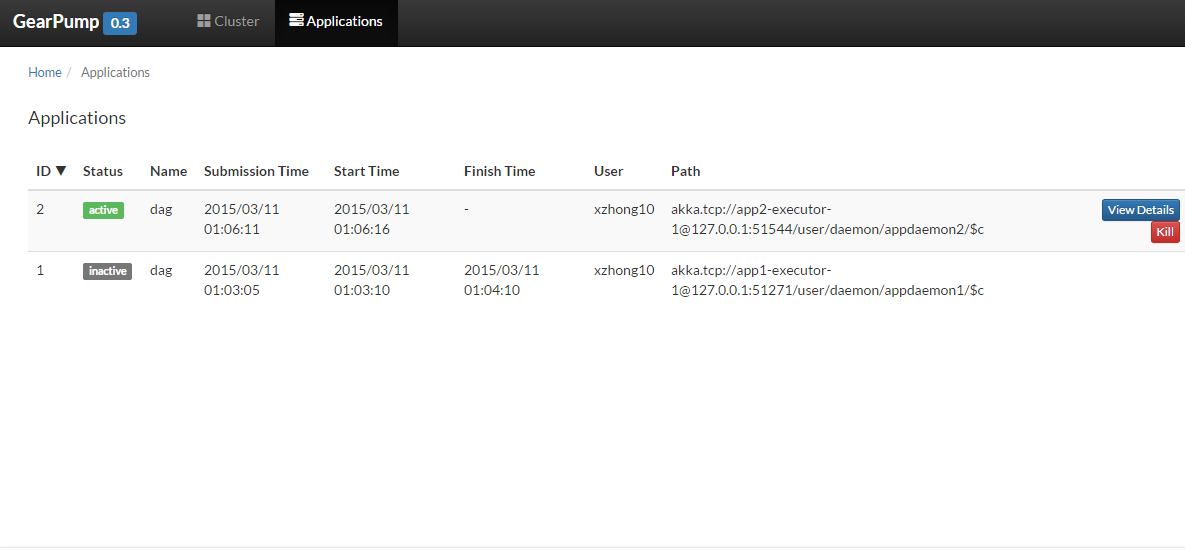 GearPump 0.3 Cluster Applications
Home / Applications
Applications
ID ▼ Status Name Submission Time Start Time Finish Time User Path
2 active dag 2015/03/11 2015/03/11 - xzhong10 akka.tcp://app2-executor- View Details
01:06:11 01:06:16 1@127.0.0.1:51544/user/daemon/appdaemon2/$c Kill
1 inactive dag 2015/03/11 2015/03/11 2015/03/11 xzhong10 akka.tcp://app1-executor-
01:03:05 01:03:10 01:04:10 1@127.0.0.1:51271/user/daemon/appdaemon1/$c